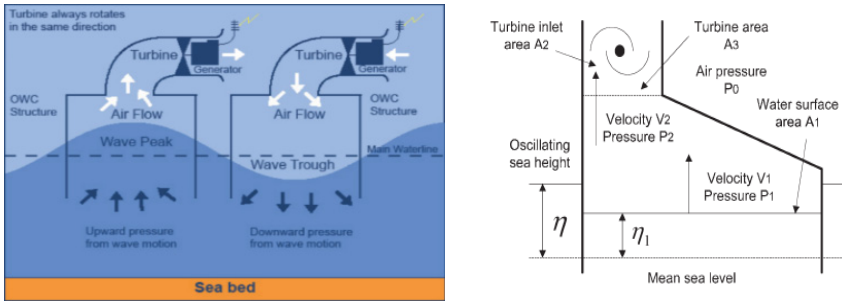 Turbine always rotates
in the same direction
Turbine
Generator
OWC
Structure
Air Flow
Wave Peak
Upward pressure
from wave motion
Turbine
Generator
OWC
Structure
Air Flow
Main Waterline
Wave Trough
Downward pressure
from wave motion
Sea bed
Turbine inlet
area A2
Turbine area
A3
Air pressure
P0
Water surface
area A1
Velocity V2
Pressure P2
Oscillating
sea height
Velocity V1
Pressure P1
η
η1
Mean sea level